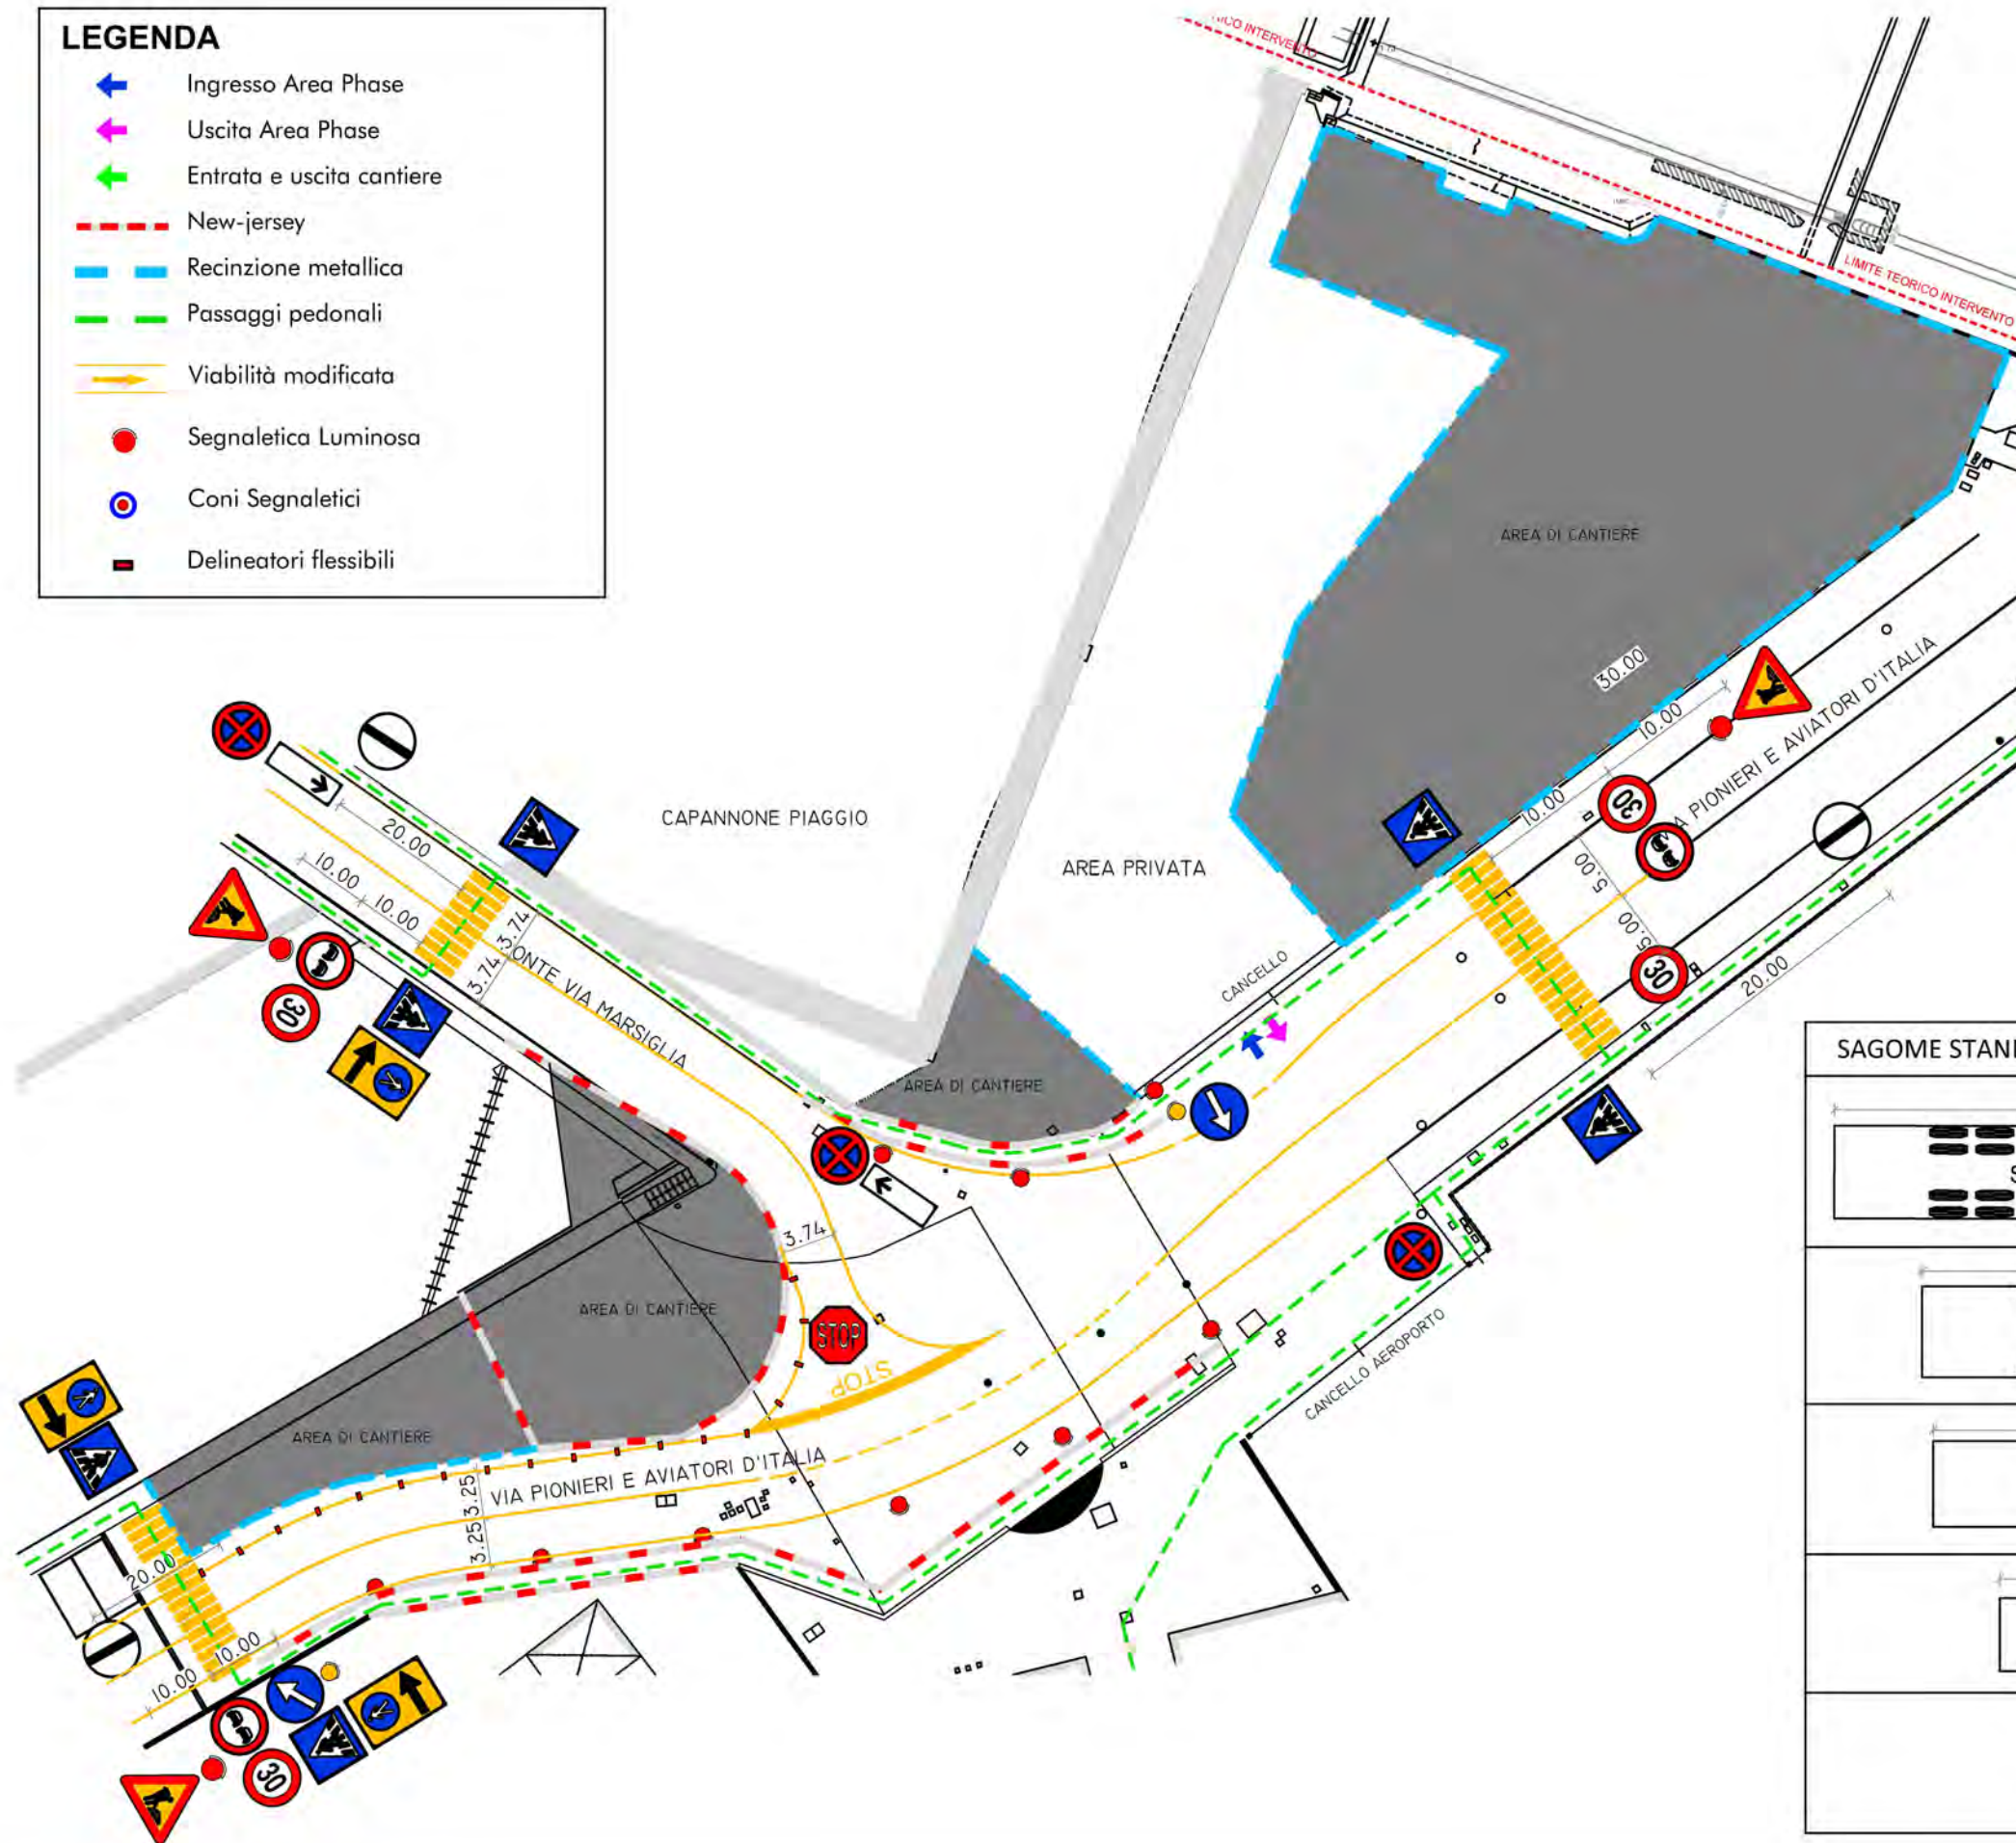 LEGENDA
Ingresso Area Phase
Uscita Area Phase
Entrata e uscita cantiere
New-jersey
Recinzione metallica
Passaggi pedonali
Viabilità modificata
Segnaletica Luminosa
Coni Segnaletici
Delineatori flessibili
INTERVENTO
LIMITE TEORICO INTERVENTO
AREA DI CANTIERE
30.00
10.00
10.00
VIA PIONIERI E AVIATORI D'ITALIA
30
5.00
5.00
30
20.00
CAPANNONE PIAGGIO
AREA PRIVATA
CANCELLO
20.00
10.00
10.00
3.74
3.74
PONTE VIA MARSIGLIA
30
AREA DI CANTIERE
3.74
STOP
STOP
AREA DI CANTIERE
AREA DI CANTIERE
CANCELLO AEROPORTO
VIA PIONIERI E AVIATORI D'ITALIA
3.25
3.25
20.00
10.00
10.00
30